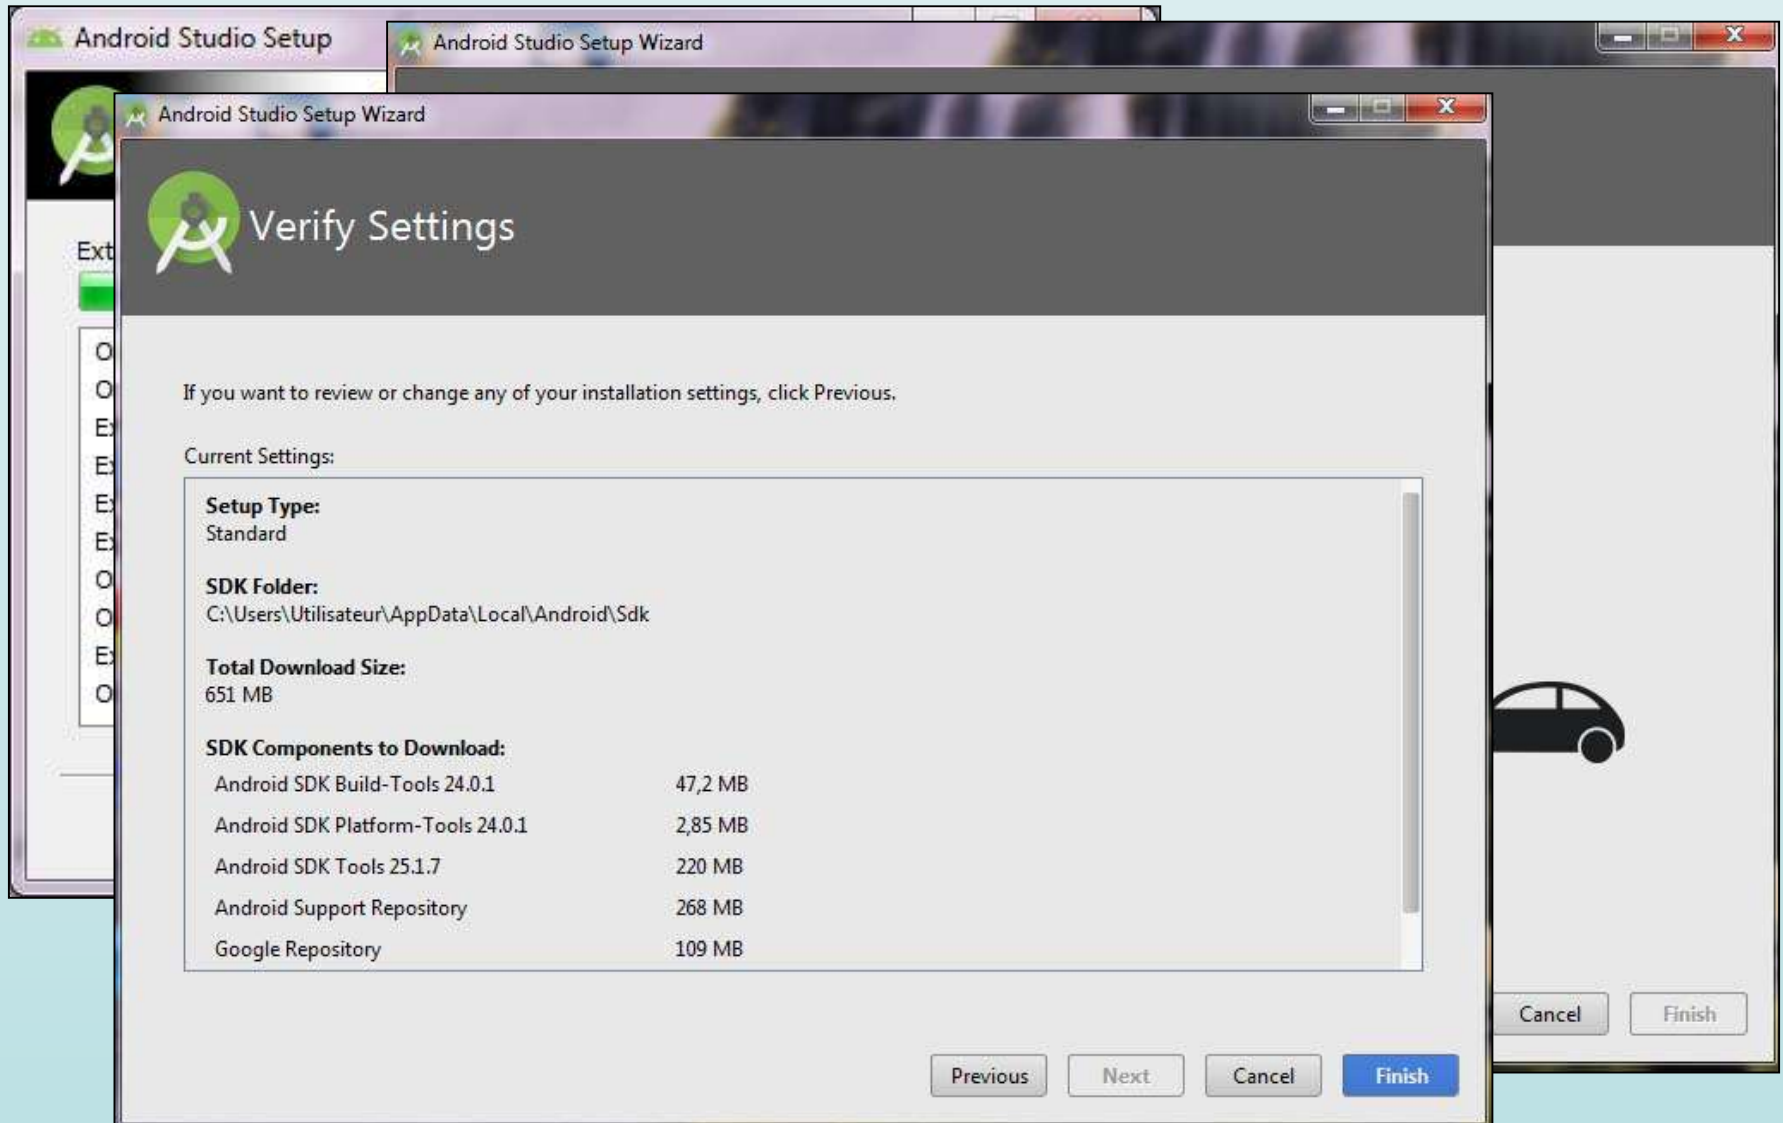 Android Studio Setup
Android Studio Setup Wizard
Android Studio Setup Wizard
Verify Settings
Ext
O
O
E
E
E
E
O
O
E
O
If you want to review or change any of your installation settings, click Previous.
Current Settings:
Setup Type:
Standard
SDK Folder:
C:\Users\Utilisateur\AppData\Local\Android\Sdk
Total Download Size:
651 MB
SDK Components to Download:
Android SDK Build-Tools 24.0.1 47,2 MB
Android SDK Platform-Tools 24.0.1 2,85 MB
Android SDK Tools 25.1.7 220 MB
Android Support Repository 268 MB
Google Repository 109 MB
Cancel Finish
Previous Next Cancel Finish